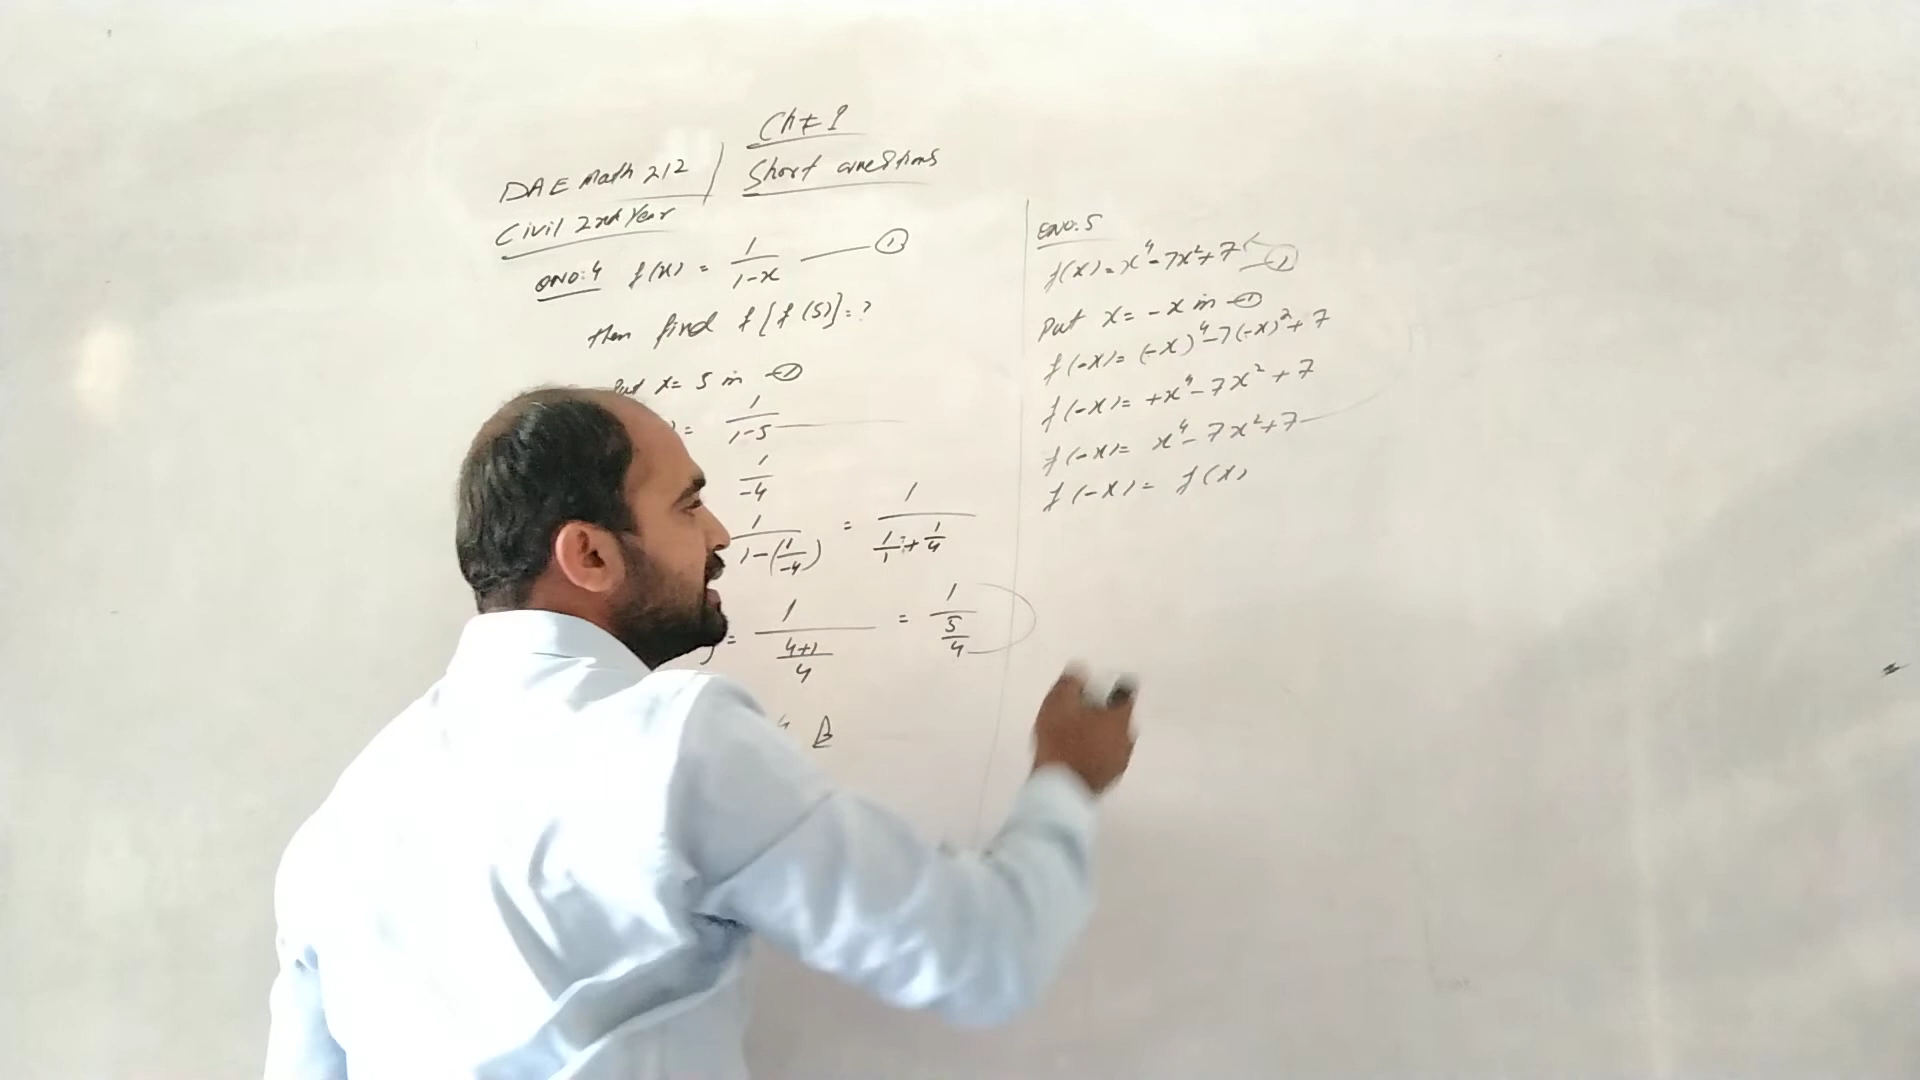 Ch # 1
DAE Math 212 / Short Questions
Civil 2nd Year
QNO:4 f(x) = 1/(1-x) — ①
then find f[f(5)]=?
Put x= 5 in
= 1/(1-5)
1/-4
1/(1-(1/-4)) = 1/(1/1+1/4)
= 1/((4+1)/4) = 1/(5/4)
QNO:5
f(x)=x⁴-7x²+7 — ①
Put x= -x in ①
f(-x)= (-x)⁴-7(-x)²+7
f(-x)= +x⁴-7x²+7
f(-x)= x⁴-7x²+7
f(-x)= f(x)